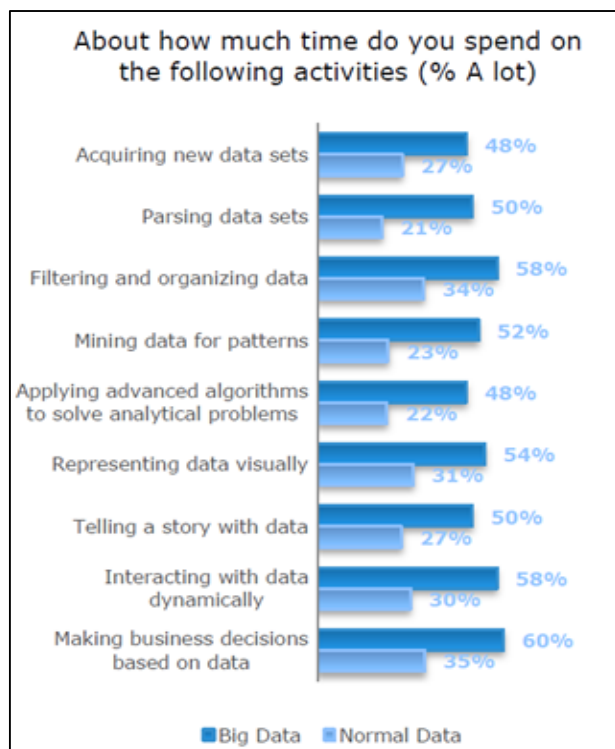 About how much time do you spend on
the following activities (% A lot)
Acquiring new data sets
48%
27%
Parsing data sets
50%
21%
Filtering and organizing data
58%
34%
Mining data for patterns
52%
23%
Applying advanced algorithms
to solve analytical problems
48%
22%
Representing data visually
54%
31%
Telling a story with data
50%
27%
Interacting with data
dynamically
58%
30%
Making business decisions
based on data
60%
35%
Big Data
Normal Data